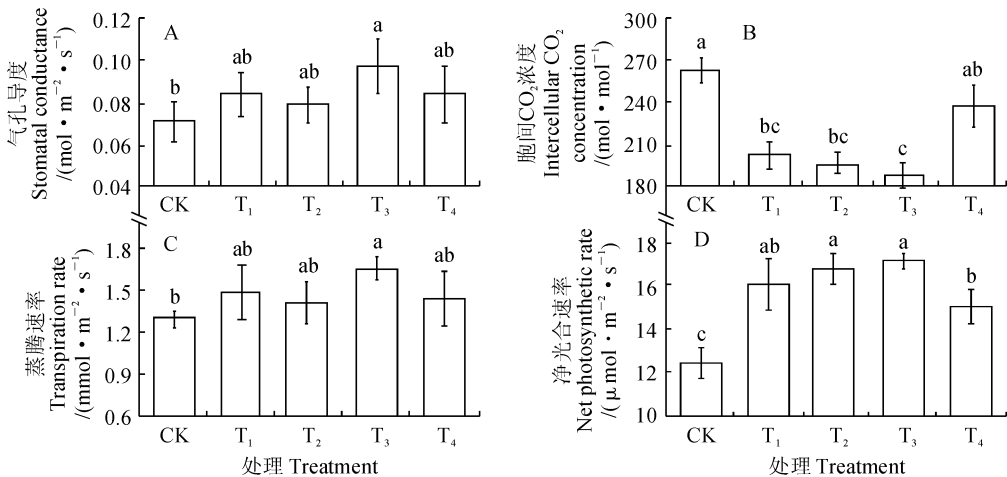 气孔导度
Stomatal conductance
/(mol·m⁻²·s⁻¹)
0.12
0.10
0.08
0.06
0.04
A
b
ab
ab
a
ab
CK
T₁
T₂
T₃
T₄
胞间CO₂浓度
Intercellular CO₂
concentration
/(mol·mol⁻¹)
300
270
240
210
180
B
a
bc
bc
c
ab
CK
T₁
T₂
T₃
T₄
蒸腾速率
Transpiration rate
/(mmol·m⁻²·s⁻¹)
1.8
1.5
1.2
0.9
0.6
C
b
ab
ab
a
ab
CK
T₁
T₂
T₃
T₄
处理 Treatment
净光合速率
Net photosynthetic rate
/(μmol·m⁻²·s⁻¹)
18
16
14
12
10
D
c
ab
a
a
b
CK
T₁
T₂
T₃
T₄
处理 Treatment